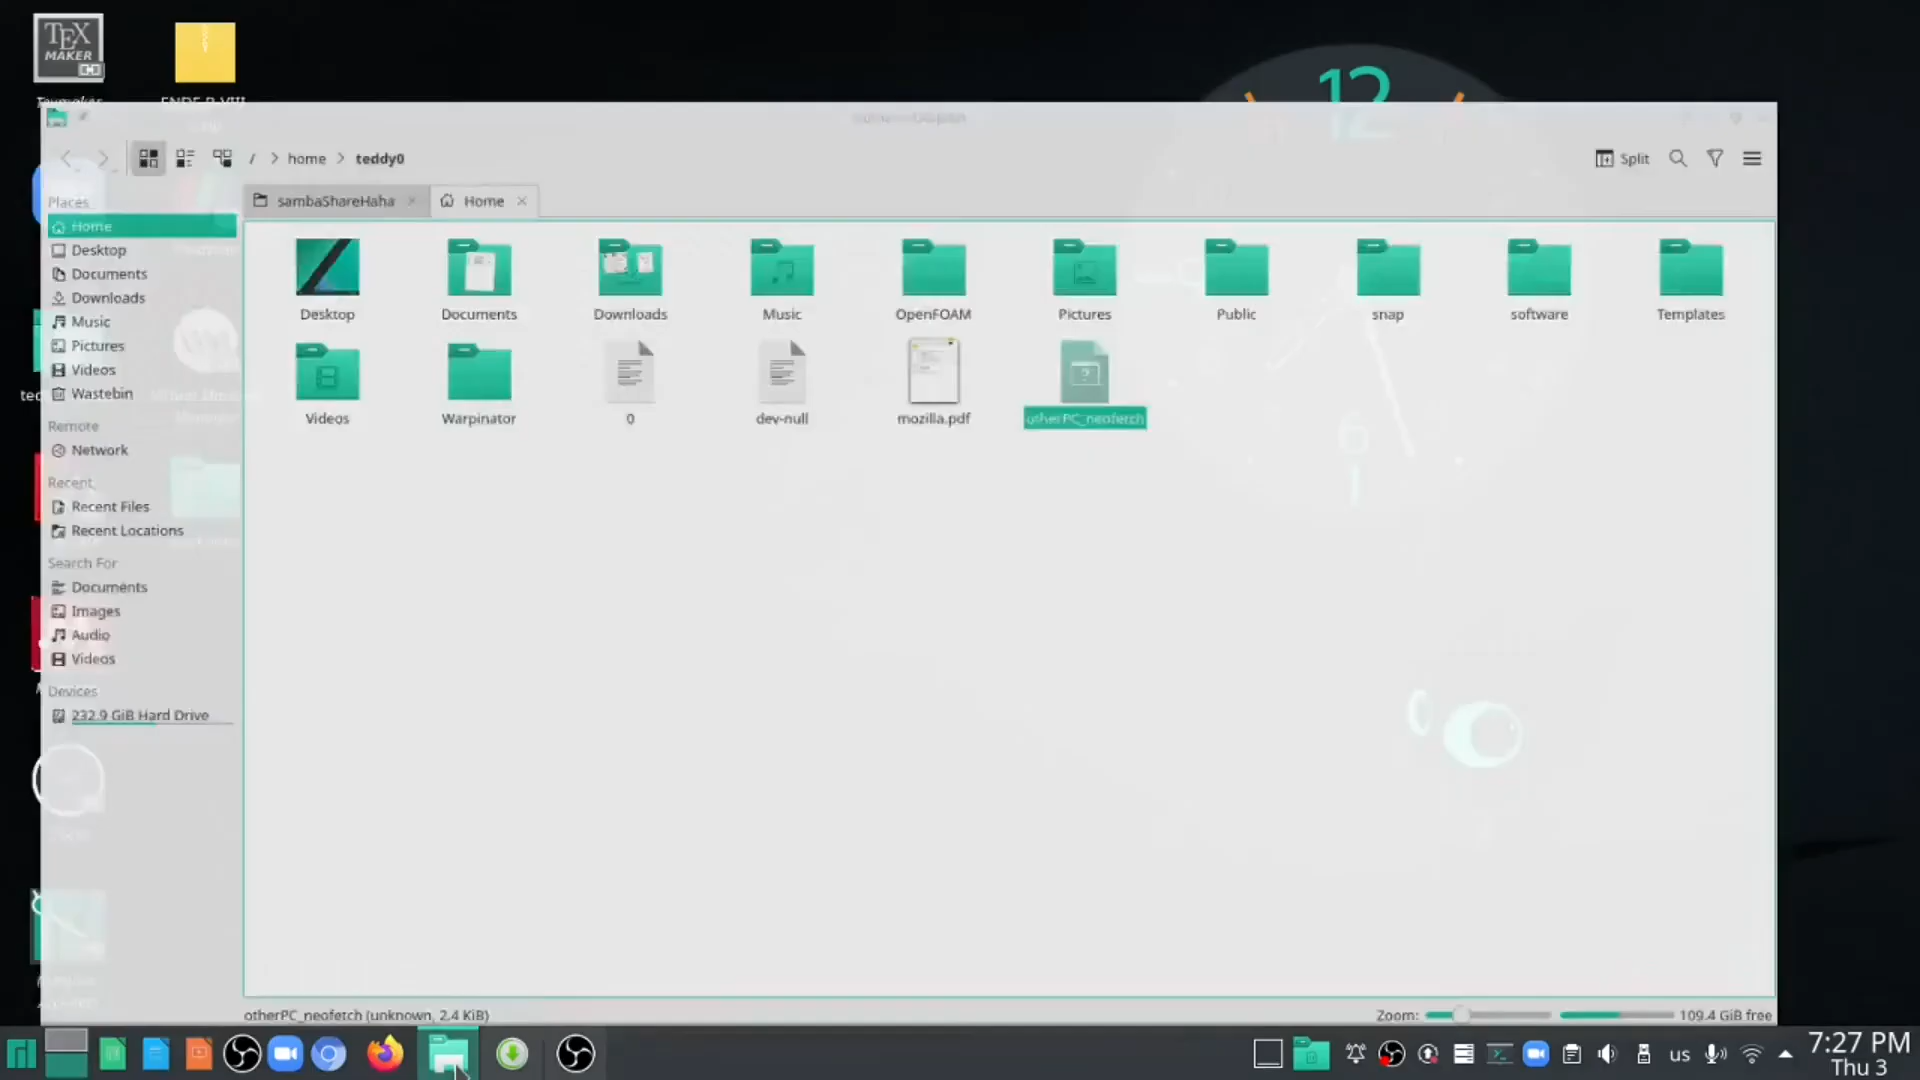 TEX
MAKER
12
/ > home > teddy0
Split
Places
sambaShareHaha
Home
Home
Desktop
Documents
Downloads
Music
Pictures
Videos
Wastebin
Remote
Network
Recent
Recent Files
Recent Locations
Search For
Documents
Images
Audio
Videos
Devices
232.9 GiB Hard Drive
Desktop
Documents
Downloads
Music
OpenFOAM
Pictures
Public
snap
software
Templates
Videos
Warpinator
0
dev-null
mozilla.pdf
otherPC_neofetch
6
otherPC_neofetch (unknown, 2.4 KiB)
Zoom:
109.4 GiB free
us
7:27 PM
Thu 3